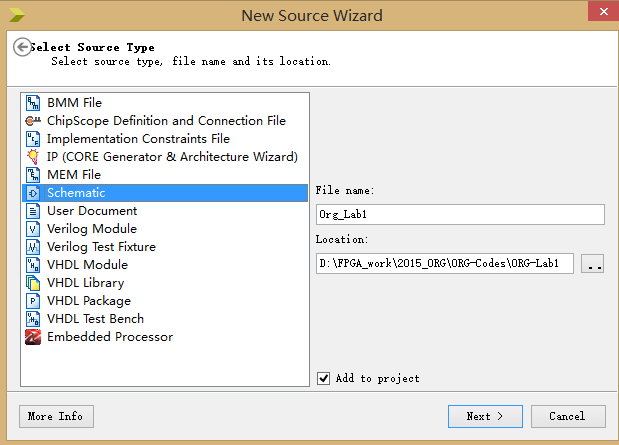 New Source Wizard
Select Source Type
Select source type, file name and its location.
BMM File
ChipScope Definition and Connection File
Implementation Constraints File
IP (CORE Generator & Architecture Wizard)
MEM File
Schematic
User Document
Verilog Module
Verilog Test Fixture
VHDL Module
VHDL Library
VHDL Package
VHDL Test Bench
Embedded Processor
File name:
Org_Lab1
Location:
D:\FPGA_work\2015_ORG\ORG-Codes\ORG-Lab1
..
Add to project
More Info
Next >
Cancel